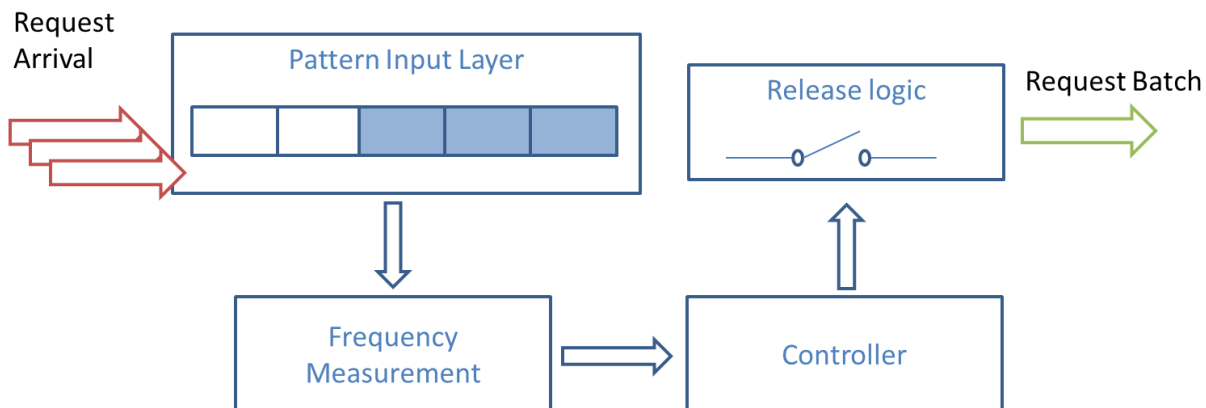 Request
Arrival
Pattern Input Layer
Release logic
Request Batch
Frequency
Measurement
Controller